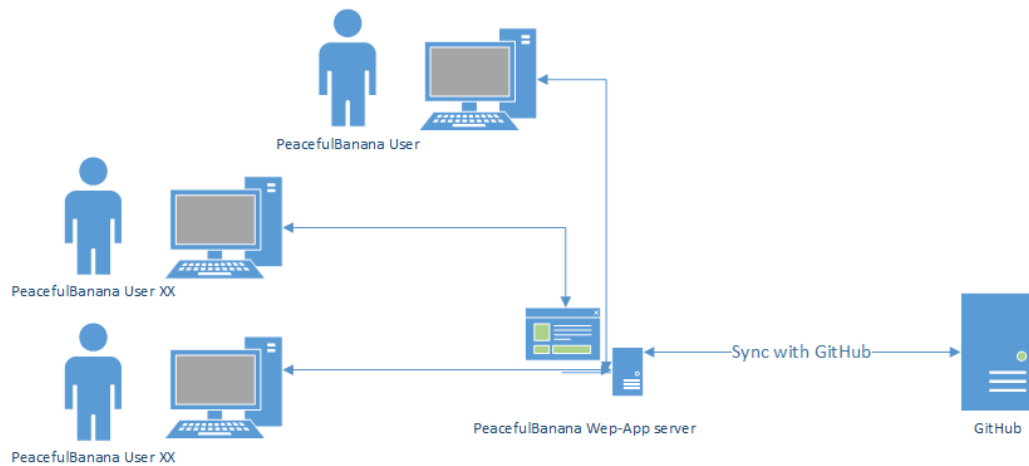 PeacefulBanana User
PeacefulBanana User XX
Sync with GitHub
PeacefulBanana Wep-App server
GitHub
PeacefulBanana User XX